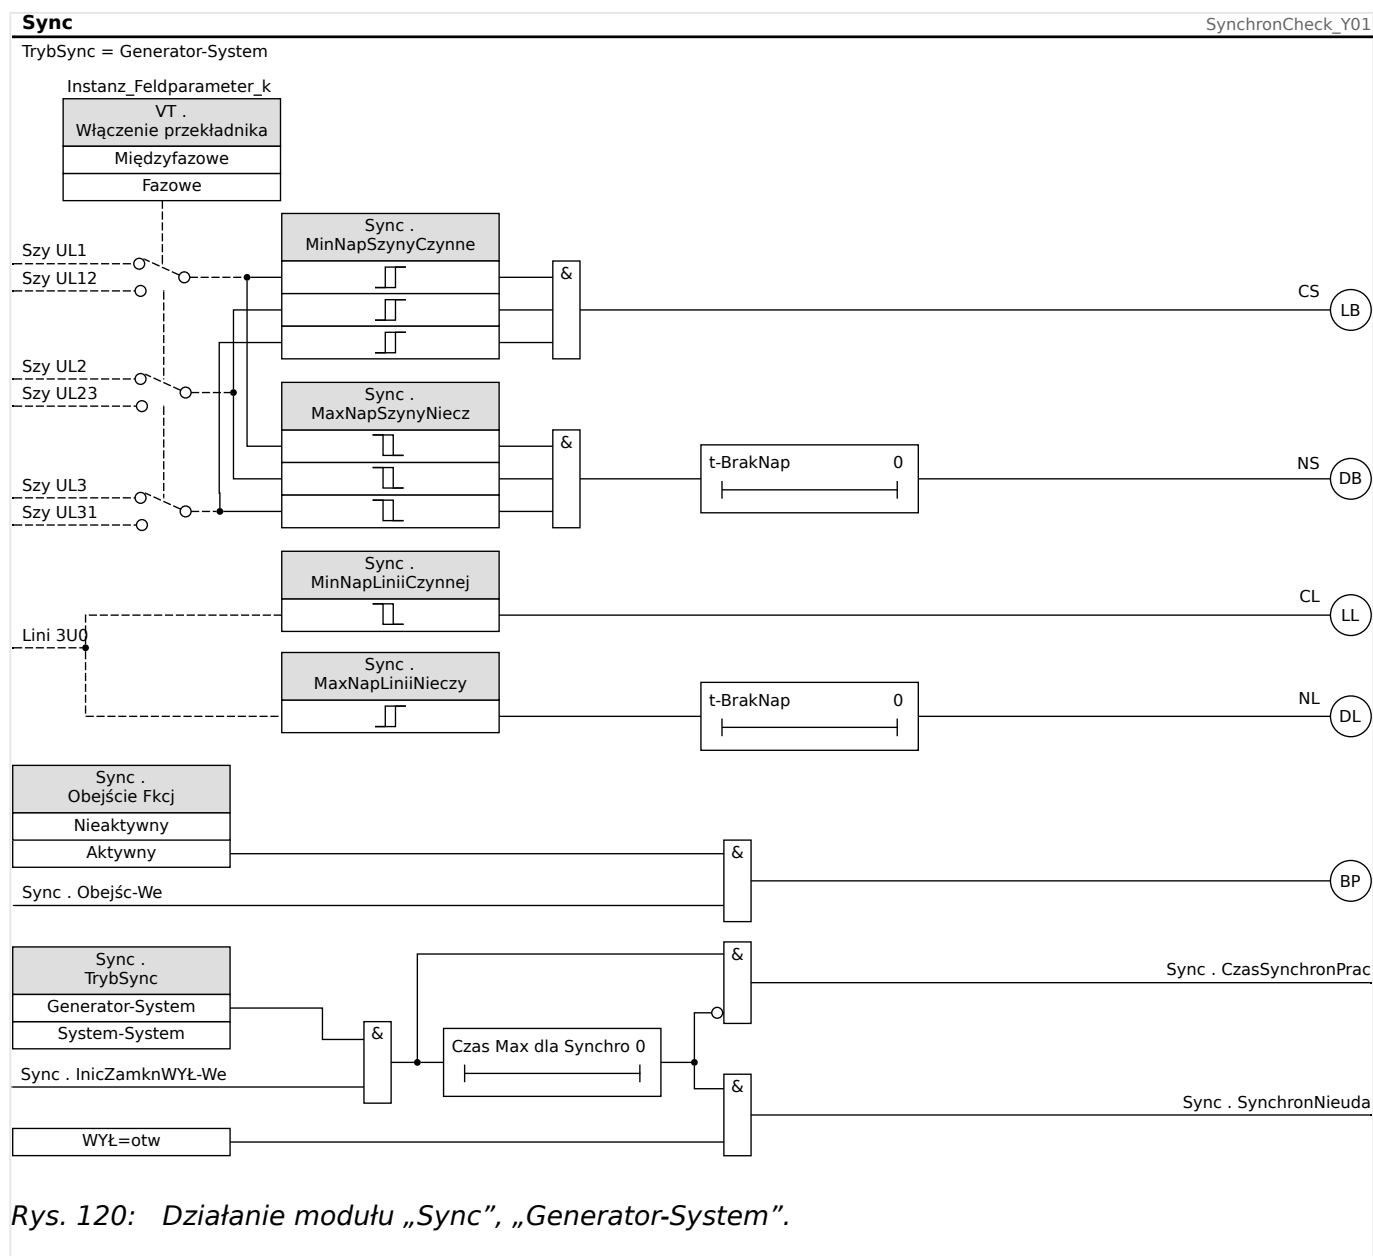 Sync
SynchronCheck_Y01
TrybSync = Generator-System
Instanz_Feldparameter_k
VT .
Włączenie przekładnika
Międzyfazowe
Fazowe
Sync .
MinNapSzynyCzynne
Szy UL1
Szy UL12
&
CS
LB
Szy UL2
Szy UL23
Sync .
MaxNapSzynyNiecz
&
t-BrakNap 0
NS
DB
Szy UL3
Szy UL31
Sync .
MinNapLiniiCzynnej
CL
LL
Lini 3U0
Sync .
MaxNapLiniiNieczy
t-BrakNap 0
NL
DL
Sync .
Obejście Fkcj
Nieaktywny
Aktywny
&
BP
Sync . Obejśc-We
Sync .
TrybSync
Generator-System
System-System
&
Sync . CzasSynchronPrac
&
Czas Max dla Synchro 0
Sync . InicZamknWYŁ-We
&
Sync . SynchronNieuda
WYŁ=otw
Rys. 120: Działanie modułu „Sync”, „Generator-System”.